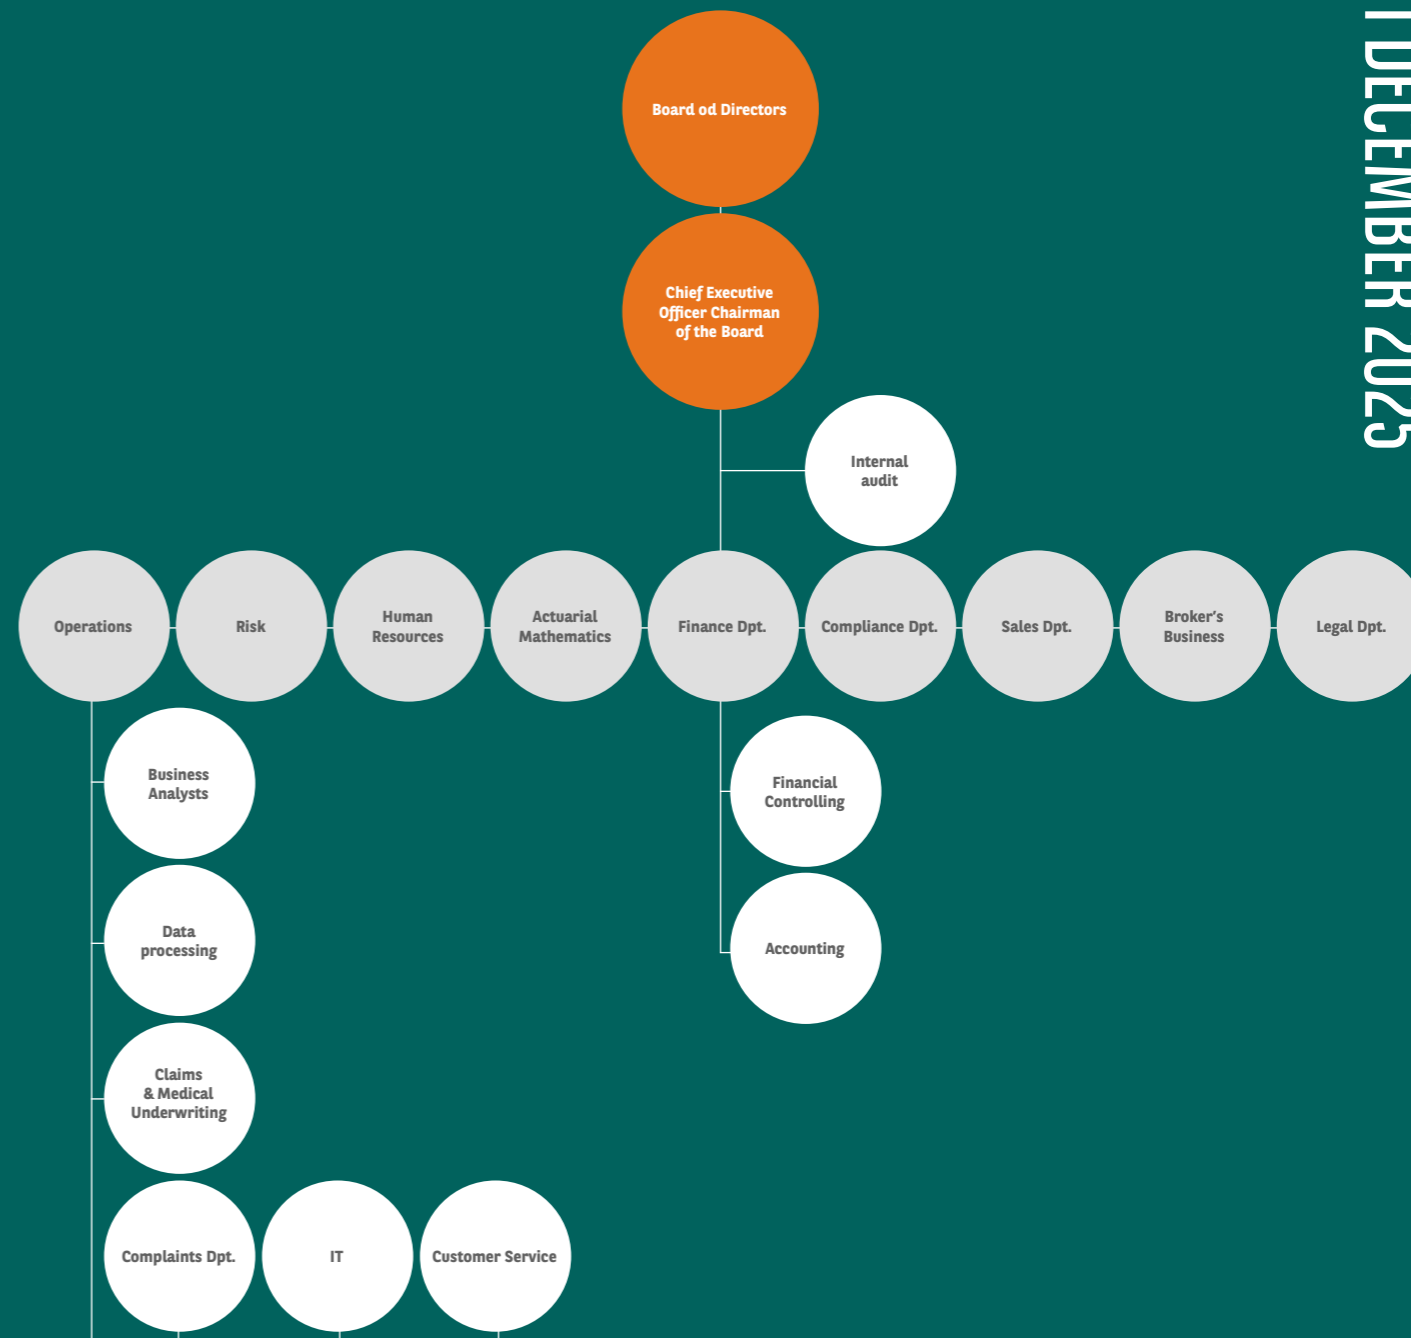 Board od Directors
Chief Executive
Officer Chairman
of the Board
Internal
audit
Operations
Risk
Human
Resources
Actuarial
Mathematics
Finance Dpt.
Compliance Dpt.
Sales Dpt.
Broker’s
Business
Legal Dpt.
Business
Analysts
Financial
Controlling
Data
processing
Accounting
Claims
& Medical
Underwriting
Complaints Dpt.
IT
Customer Service
DECEMBER 2025